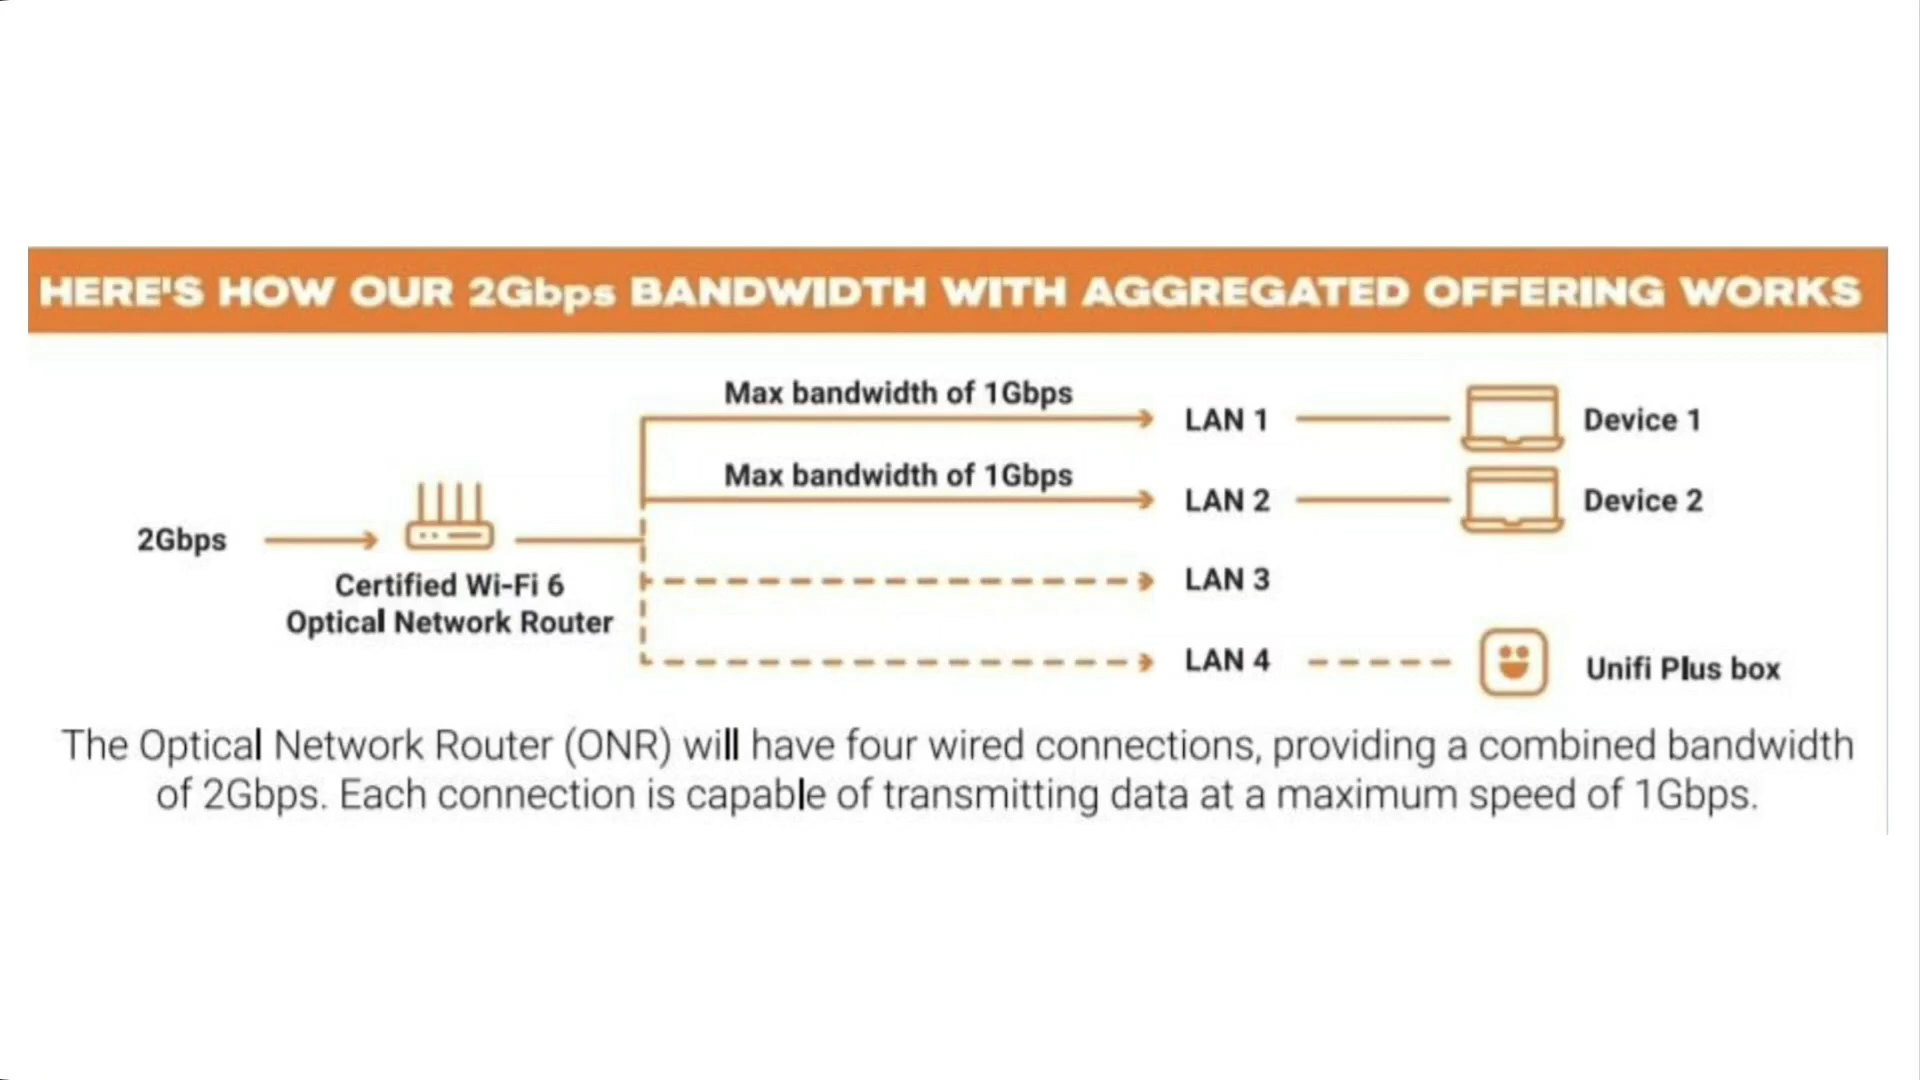 HERE'S HOW OUR 2Gbps BANDWIDTH WITH AGGREGATED OFFERING WORKS
Max bandwidth of 1Gbps
LAN 1
Device 1
Max bandwidth of 1Gbps
LAN 2
Device 2
2Gbps
Certified Wi-Fi 6
Optical Network Router
LAN 3
LAN 4
Unifi Plus box
The Optical Network Router (ONR) will have four wired connections, providing a combined bandwidth
of 2Gbps. Each connection is capable of transmitting data at a maximum speed of 1Gbps.